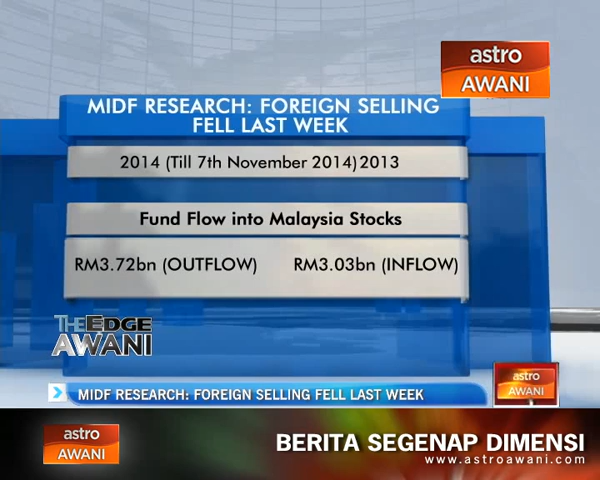 astro
AWANI
MIDF RESEARCH: FOREIGN SELLING
FELL LAST WEEK
2014 (Till 7th November 2014) 2013
Fund Flow into Malaysia Stocks
RM3.72bn (OUTFLOW) RM3.03bn (INFLOW)
THE EDGE
AWANI
MIDF RESEARCH: FOREIGN SELLING FELL LAST WEEK
astro
AWANI
astro
AWANI
BERITA SEGENAP DIMENSI
www.astroawani.com